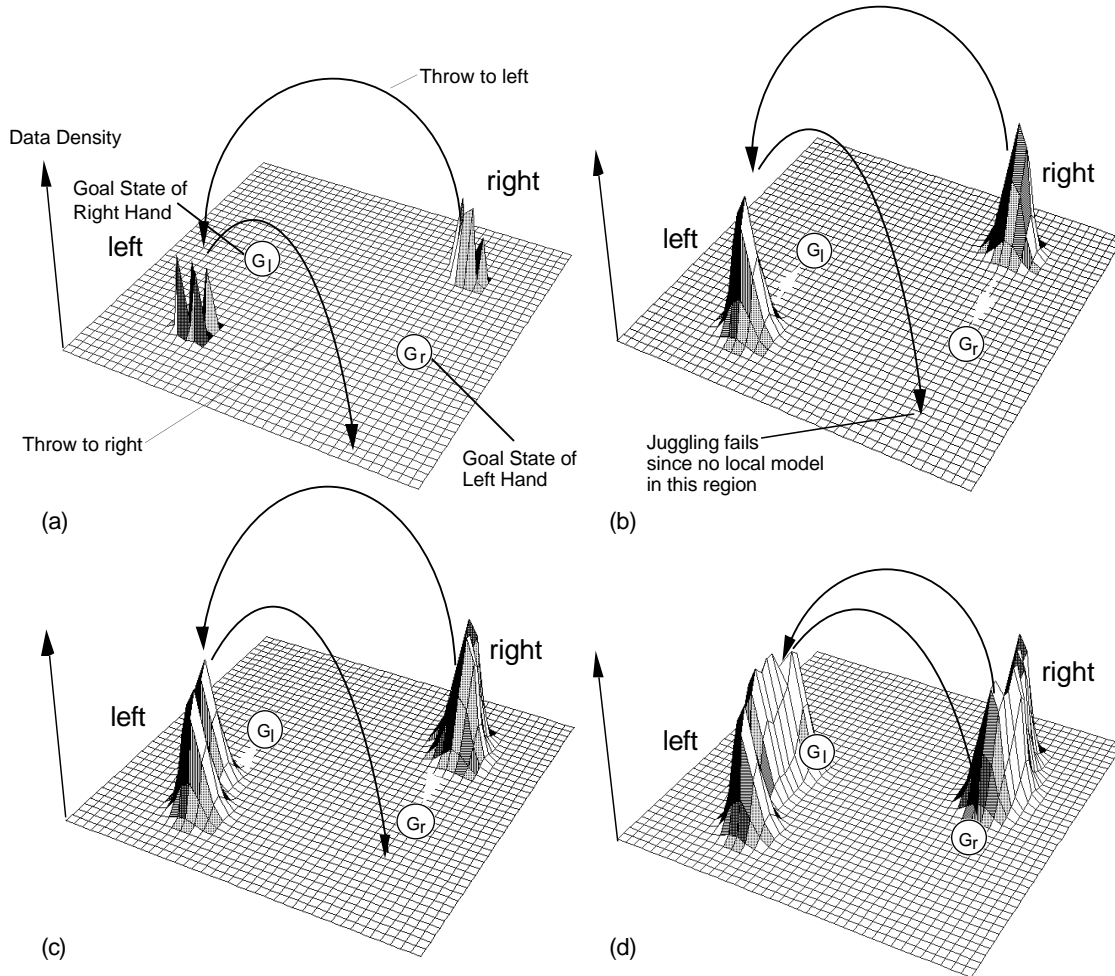 Throw to left
Data Density
right
Goal State of
Right Hand
left
Gl
Gr
Throw to right
Goal State of
Left Hand
(a)
right
left
Gl
Gr
Juggling fails
since no local model
in this region
(b)
right
left
Gl
Gr
(c)
right
left
Gl
Gr
(d)